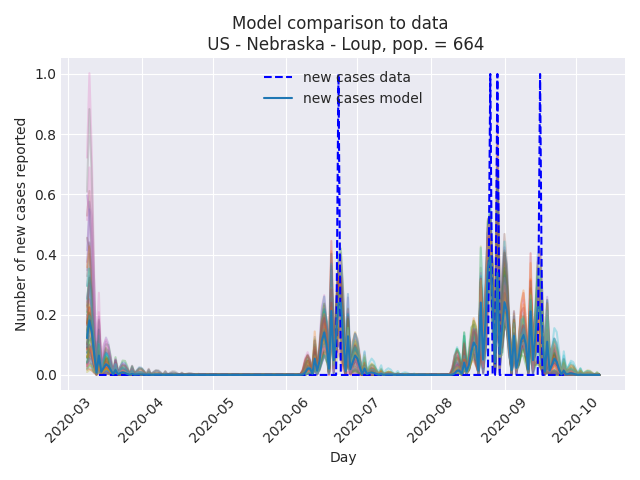 Model comparison to data
US - Nebraska - Loup, pop. = 664
new cases data
new cases model
Number of new cases reported
1.0
0.8
0.6
0.4
0.2
0.0
2020-03
2020-04
2020-05
2020-06
2020-07
2020-08
2020-09
2020-10
Day